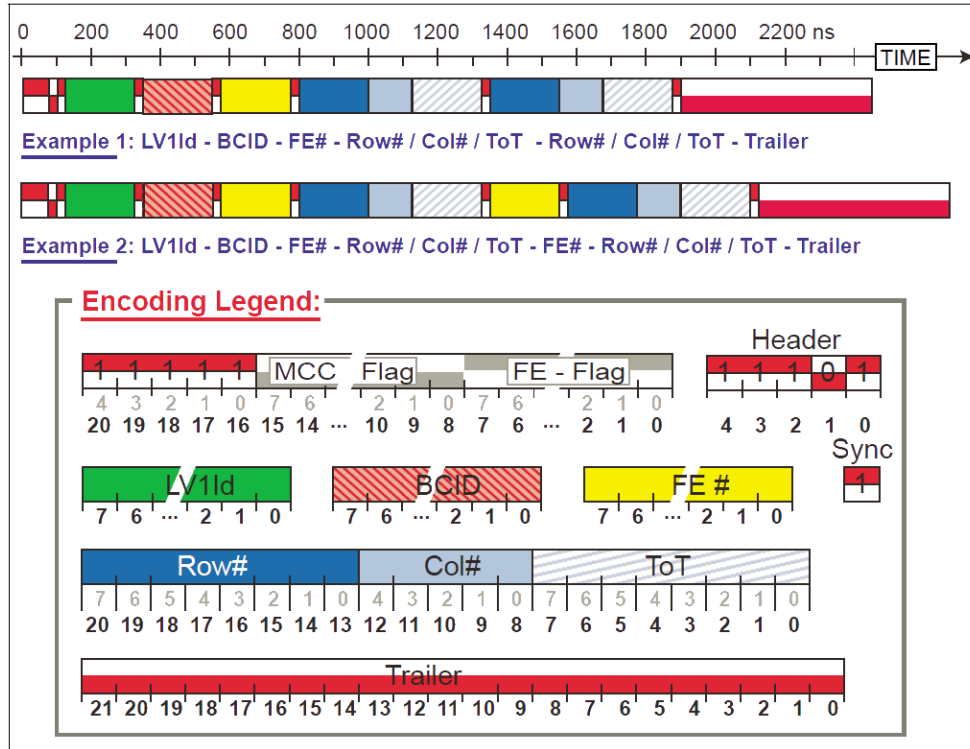 0 200 400 600 800 1000 1200 1400 1600 1800 2000 2200 ns
TIME
Example 1: LV1Id - BCID - FE# - Row# / Col# / ToT - Row# / Col# / ToT - Trailer
Example 2: LV1Id - BCID - FE# - Row# / Col# / ToT - FE# - Row# / Col# / ToT - Trailer
Encoding Legend:
Header
1 1 1 1 1 MCC Flag FE - Flag
1 1 1 0 1
4 3 2 1 0 7 6 2 1 0 7 6 2 1 0
20 19 18 17 16 15 14 ... 10 9 8 7 6 ... 2 1 0
4 3 2 1 0
Sync
LV1Id BCID FE # 1
7 6 ... 2 1 0 7 6 ... 2 1 0 7 6 ... 2 1 0
Row# Col# ToT
7 6 5 4 3 2 1 0 4 3 2 1 0 7 6 5 4 3 2 1 0
20 19 18 17 16 15 14 13 12 11 10 9 8 7 6 5 4 3 2 1 0
Trailer
21 20 19 18 17 16 15 14 13 12 11 10 9 8 7 6 5 4 3 2 1 0